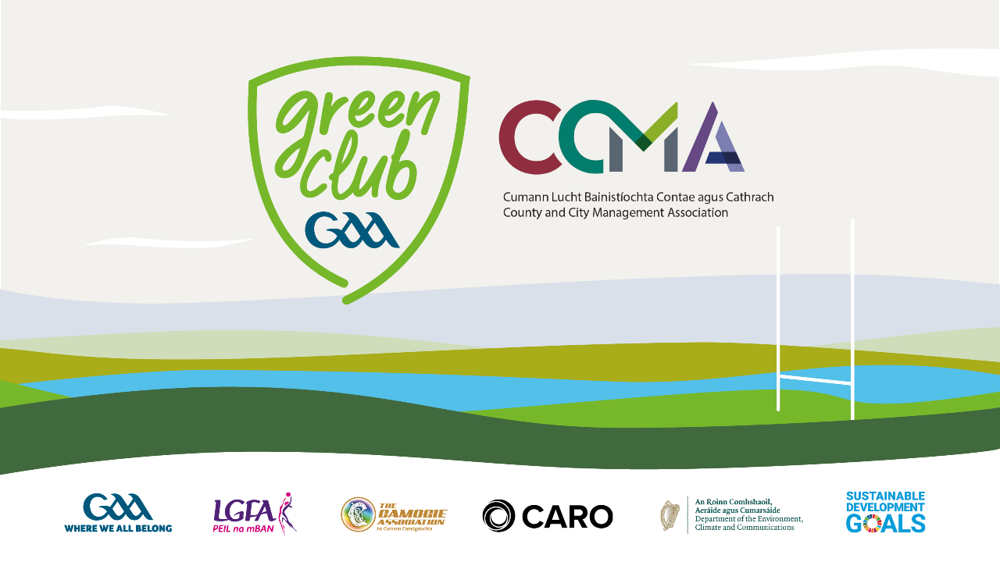 green
club
GAA
CCMA
Cumann Lucht Bainistíochta Contae agus Cathrach
County and City Management Association
GAA
WHERE WE ALL BELONG
LGFA
PEIL na mBAN
THE
CAMOGIE
ASSOCIATION
An Cumann Camógaíochta
CARO
An Roinn Comhshaoil,
Aeráide agus Cumarsáide
Department of the Environment,
Climate and Communications
SUSTAINABLE
DEVELOPMENT
GOALS